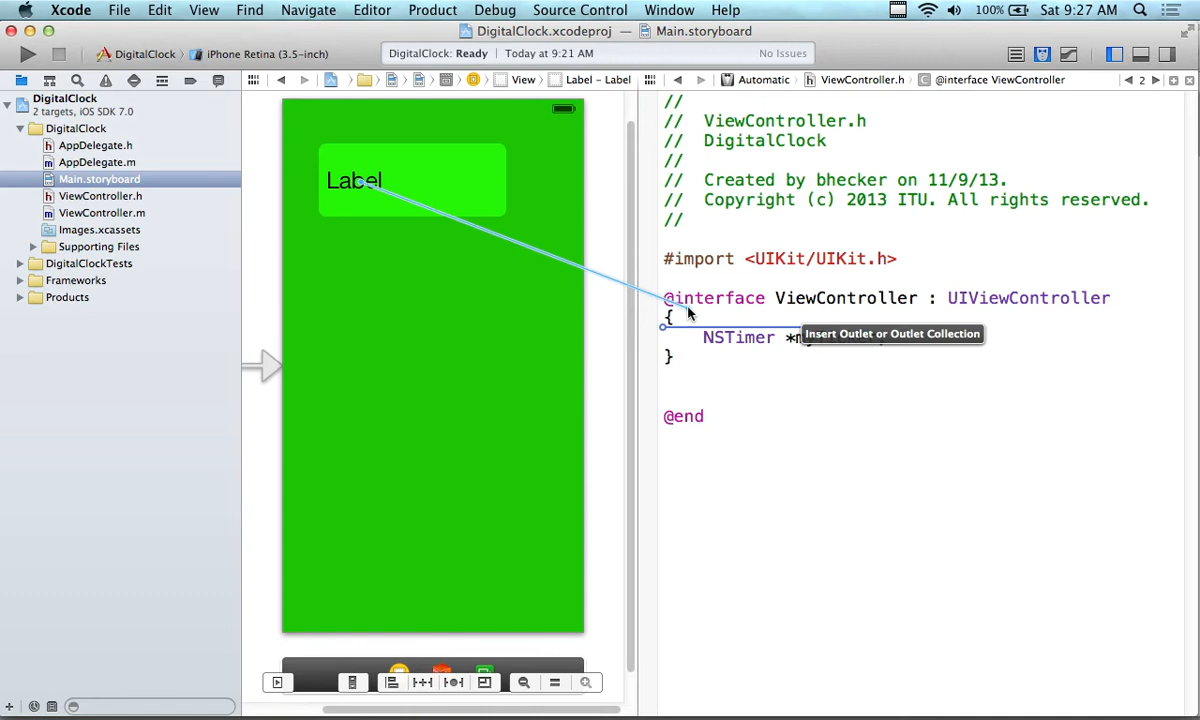 Xcode File Edit View Find Navigate Editor Product Debug Source Control Window Help 100% Sat 9:27 AM
DigitalClock.xcodeproj — Main.storyboard
DigitalClock iPhone Retina (3.5-inch) DigitalClock: Ready Today at 9:21 AM No Issues
View Label - Label Automatic ViewController.h @interface ViewController 2
DigitalClock
2 targets, iOS SDK 7.0
DigitalClock
AppDelegate.h
AppDelegate.m
Main.storyboard
ViewController.h
ViewController.m
Images.xcassets
Supporting Files
DigitalClockTests
Frameworks
Products
Label
//
// ViewController.h
// DigitalClock
//
// Created by bhecker on 11/9/13.
// Copyright (c) 2013 ITU. All rights reserved.
//
#import <UIKit/UIKit.h>
@interface ViewController : UIViewController
{
Insert Outlet or Outlet Collection
NSTimer
}
@end